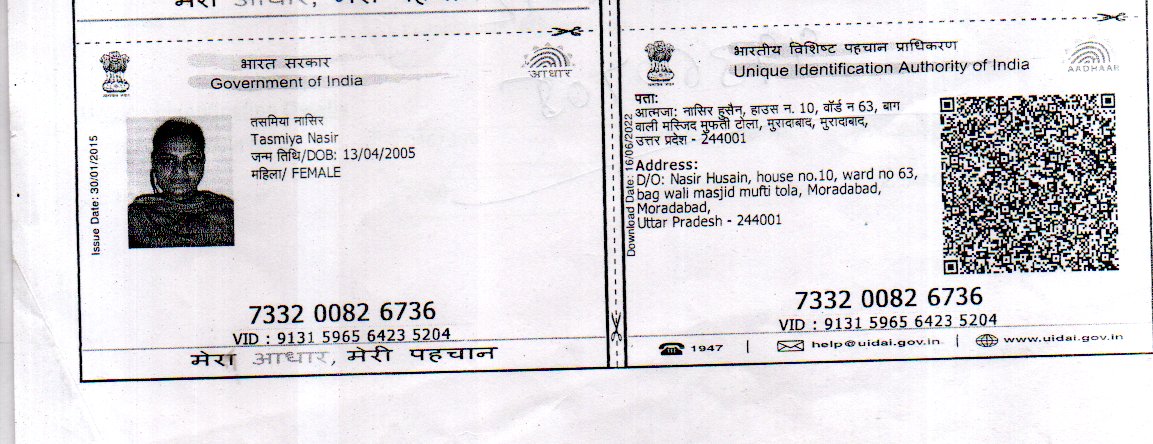 भारत सरकार
Government of India
आधार
Issue Date: 30/01/2015
तसमिया नासिर
Tasmiya Nasir
जन्म तिथि/DOB: 13/04/2005
महिला/ FEMALE
7332 0082 6736
VID : 9131 5965 6423 5204
मेरा आधार, मेरी पहचान
भारतीय विशिष्ट पहचान प्राधिकरण
Unique Identification Authority of India
AADHAAR
Download Date: 16/06/2022
पता:
आत्मजा: नासिर हुसैन, हाउस न. 10, वॉर्ड न 63, बाग
वाली मस्जिद मुफ्ती टोला, मुरादाबाद, मुरादाबाद,
उत्तर प्रदेश - 244001
Address:
D/O: Nasir Husain, house no.10, ward no 63,
bag wali masjid mufti tola, Moradabad,
Moradabad,
Uttar Pradesh - 244001
7332 0082 6736
VID : 9131 5965 6423 5204
1947 | help@uidai.gov.in | www.uidai.gov.in